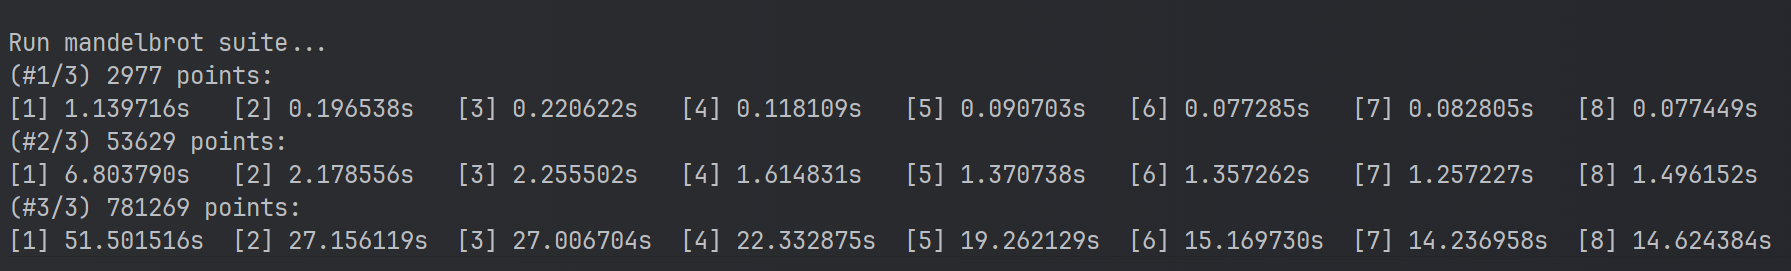 Run mandelbrot suite...
(#1/3) 2977 points:
[1] 1.139716s [2] 0.196538s [3] 0.220622s [4] 0.118109s [5] 0.090703s [6] 0.077285s [7] 0.082805s [8] 0.077449s
(#2/3) 53629 points:
[1] 6.803790s [2] 2.178556s [3] 2.255502s [4] 1.614831s [5] 1.370738s [6] 1.357262s [7] 1.257227s [8] 1.496152s
(#3/3) 781269 points:
[1] 51.501516s [2] 27.156119s [3] 27.006704s [4] 22.332875s [5] 19.262129s [6] 15.169730s [7] 14.236958s [8] 14.624384s